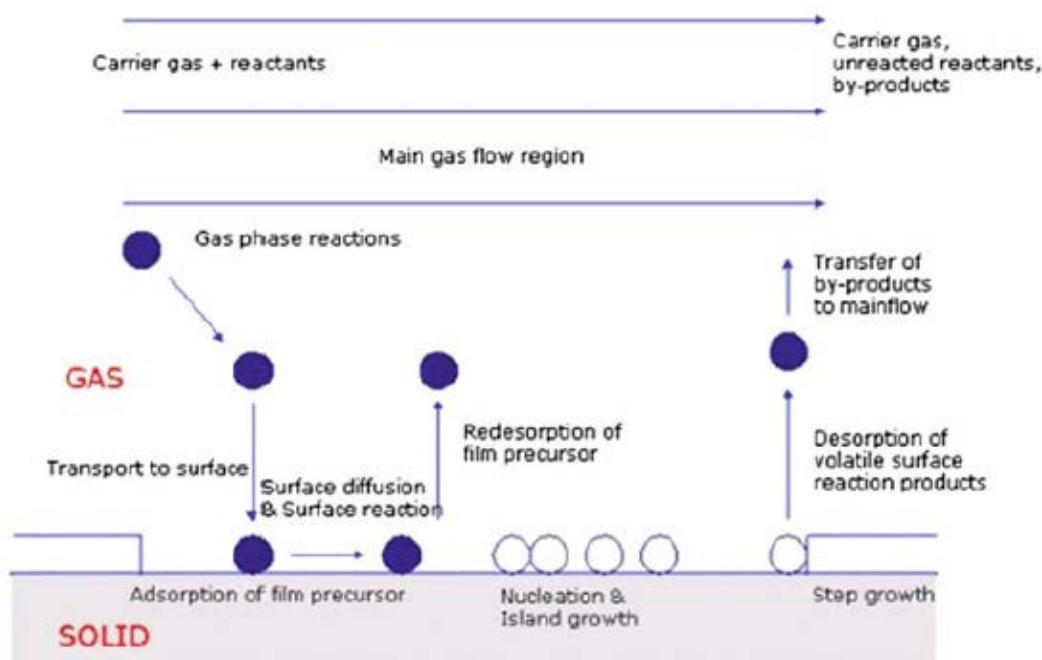 Carrier gas + reactants
Carrier gas,
unreacted reactants,
by-products
Main gas flow region
Gas phase reactions
Transfer of
by-products
to mainflow
GAS
Redesorption of
film precursor
Desorption of
volatile surface
reaction products
Transport to surface
Surface diffusion
& Surface reaction
Adsorption of film precursor
Nucleation &
Island growth
Step growth
SOLID